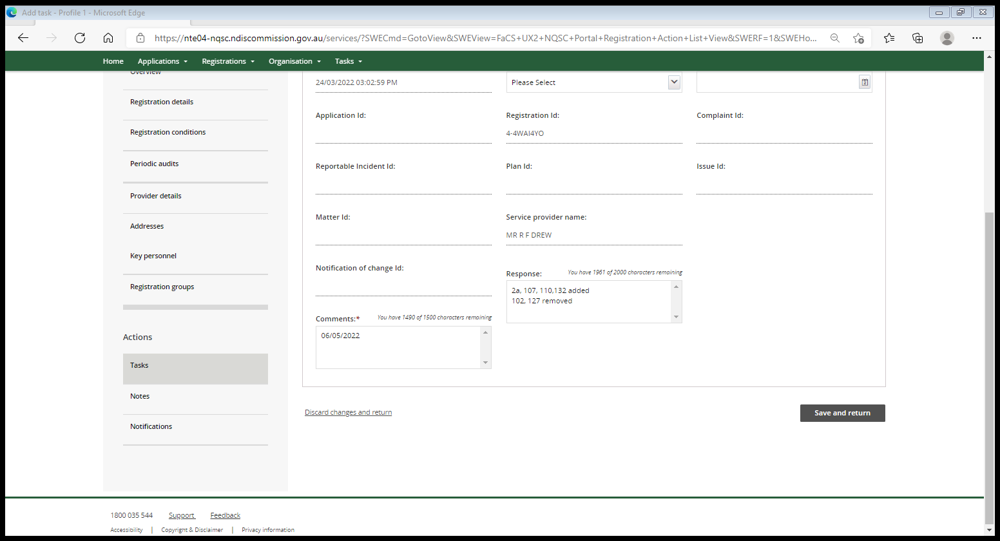 Add task - Profile 1 - Microsoft Edge
https://nte04-nqsc.ndiscommission.gov.au/services/?SWECmd=GotoView&SWEView=FaCS+UX2+NQSC+Portal+Registration+Action+List+View&SWERF=1&SWEHo...
Home Applications Registrations Organisation Tasks
Overview
Registration details
Registration conditions
Periodic audits
Provider details
Addresses
Key personnel
Registration groups
Actions
Tasks
Notes
Notifications
24/03/2022 03:02:59 PM
Please Select
Application Id:
Registration Id:
4-4WAI4YO
Complaint Id:
Reportable Incident Id:
Plan Id:
Issue Id:
Matter Id:
Service provider name:
MR R F DREW
Notification of change Id:
Response:
You have 1961 of 2000 characters remaining
2a, 107, 110,132 added
102, 127 removed
Comments:*
You have 1490 of 1500 characters remaining
06/05/2022
Discard changes and return
Save and return
1800 035 544 Support Feedback
Accessibility | Copyright & Disclaimer | Privacy information